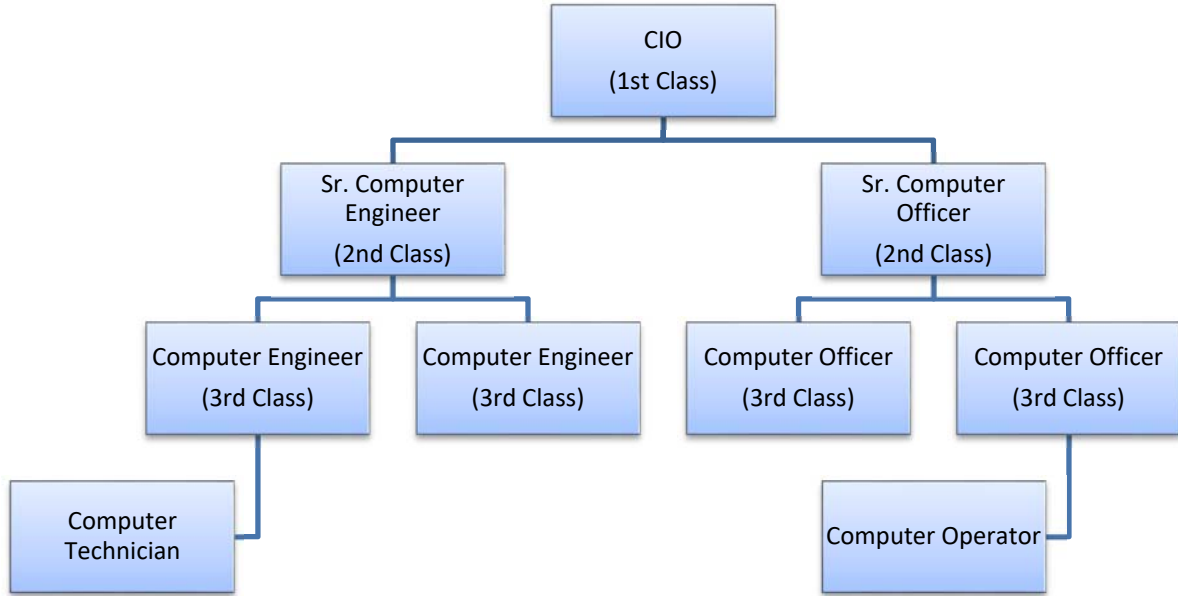 CIO
(1st Class)
Sr. Computer
Engineer
(2nd Class)
Sr. Computer
Officer
(2nd Class)
Computer Engineer
(3rd Class)
Computer Engineer
(3rd Class)
Computer Officer
(3rd Class)
Computer Officer
(3rd Class)
Computer
Technician
Computer Operator